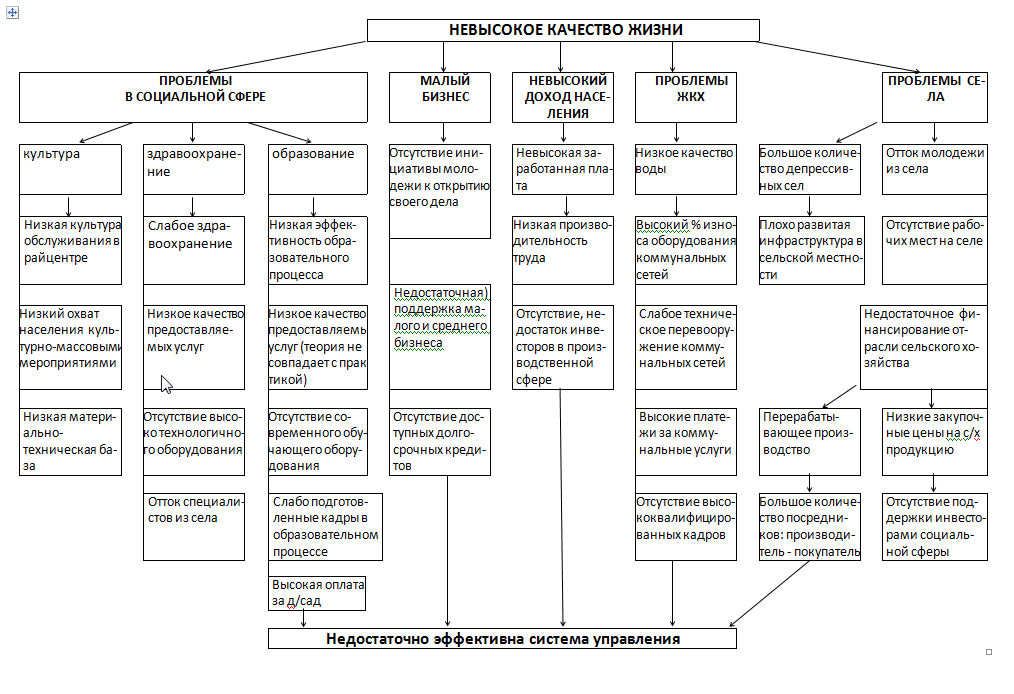 НЕВЫСОКОЕ КАЧЕСТВО ЖИЗНИ
ПРОБЛЕМЫ
В СОЦИАЛЬНОЙ СФЕРЕ
МАЛЫЙ
БИЗНЕС
НЕВЫСОКИЙ
ДОХОД НАСЕ-
ЛЕНИЯ
ПРОБЛЕМЫ
ЖКХ
ПРОБЛЕМЫ СЕ-
ЛА
культура
здравоохране-
ние
образование
Отсутствие ини-
циативы моло-
дежи к открытию
своего дела
Невысокая за-
работанная пла-
та
Низкое качество
воды
Большое количе-
ство депрессив-
ных сел
Отток молодежи
из села
Низкая культура
обслуживания в
райцентре
Слабое здра-
воохранение
Низкая эффек-
тивность обра-
зовательного
процесса
Низкая произво-
дительность
труда
Высокий % изно-
са оборудования
коммунальных
сетей
Плохо развитая
инфраструктура в
сельской местно-
сти
Отсутствие рабо-
чих мест на селе
Недостаточная)
поддержка ма-
лого и среднего
бизнеса
Низкий охват
населения куль-
турно-массовыми
мероприятиями
Низкое качество
предоставляе-
мых услуг
Низкое качество
предоставляемь
услуг (теория не
совпадает с прак
тикой)
Отсутствие, не-
достаток инве-
сторов в произ-
водственной
сфере
Слабое техниче-
ское перевоору-
жение комму-
нальных сетей
Недостаточное фи-
нансирование от-
расли сельского хо-
зяйства
Низкая матери-
ально-
техническая ба-
за
Отсутствие высо-
ко технологично-
го оборудования
Отсутствие со-
временного обу-
чающего обору-
дования
Отсутствие дос-
тупных долго-
срочных креди-
тов
Высокие плате-
жи за комму-
нальные услуги
Перерабаты-
вающее произ-
водство
Низкие закупоч-
ные цены на с/х
продукцию
Отток специали-
стов из села
Слабо подготов-
ленные кадры в
образовательном
процессе
Отсутствие высо-
коквалифициро-
ванных кадров
Большое количе-
ство посредни-
ков: производи-
тель - покупатель
Отсутствие под-
держки инвесто-
рами социаль-
ной сферы
Высокая оплата
за д/сад
Недостаточно эффективна система управления